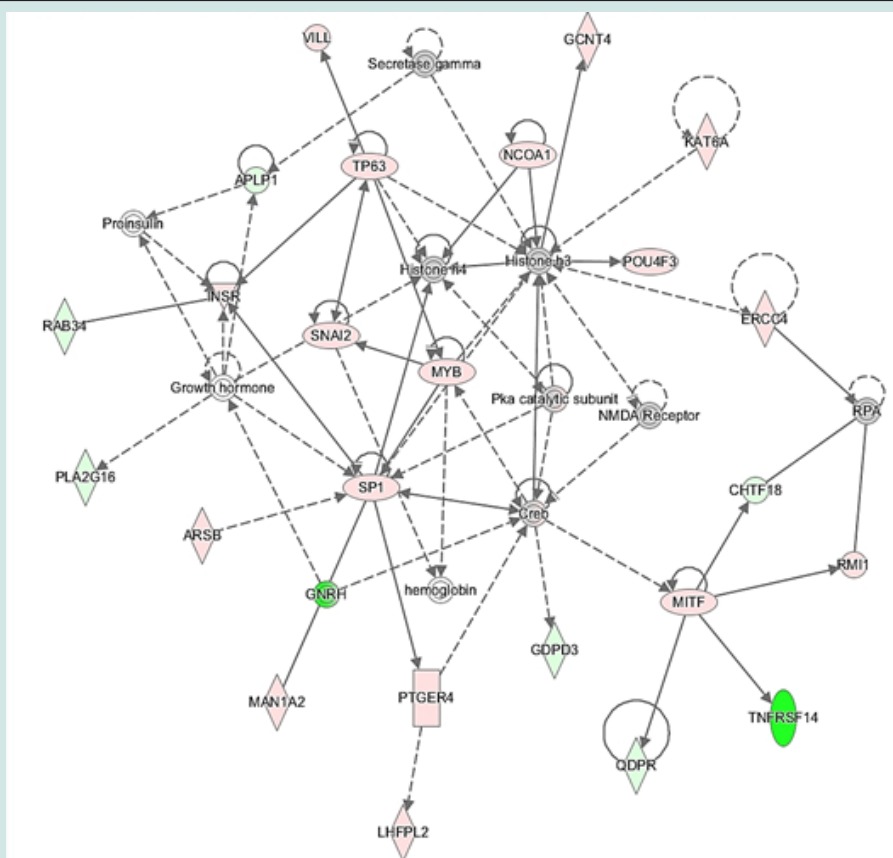 VILL
GCNT4
Secretase gamma
KAT6A
NCOA1
TP63
APLP1
Proinsulin
Histone h4
Histone h3
POU4F3
INSR
RAB34
ERCC4
SNAI2
MYB
Growth hormone
Pka catalytic subunit
NMDA Receptor
RPA
PLA2G16
SP1
CHTF18
Creb
ARSB
RMI1
GNRH
hemoglobin
MITF
GDPD3
MAN1A2
PTGER4
TNFRSF14
QDPR
LHFPL2